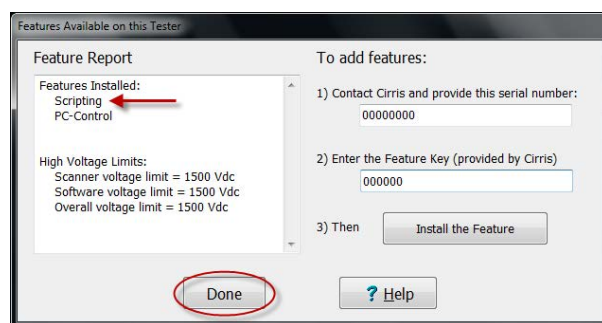 Features Available on this Tester
Feature Report
Features Installed:
Scripting
PC-Control
High Voltage Limits:
Scanner voltage limit = 1500 Vdc
Software voltage limit = 1500 Vdc
Overall voltage limit = 1500 Vdc
Done
To add features:
1) Contact Cirris and provide this serial number:
00000000
2) Enter the Feature Key (provided by Cirris)
000000
3) Then
Install the Feature
? Help